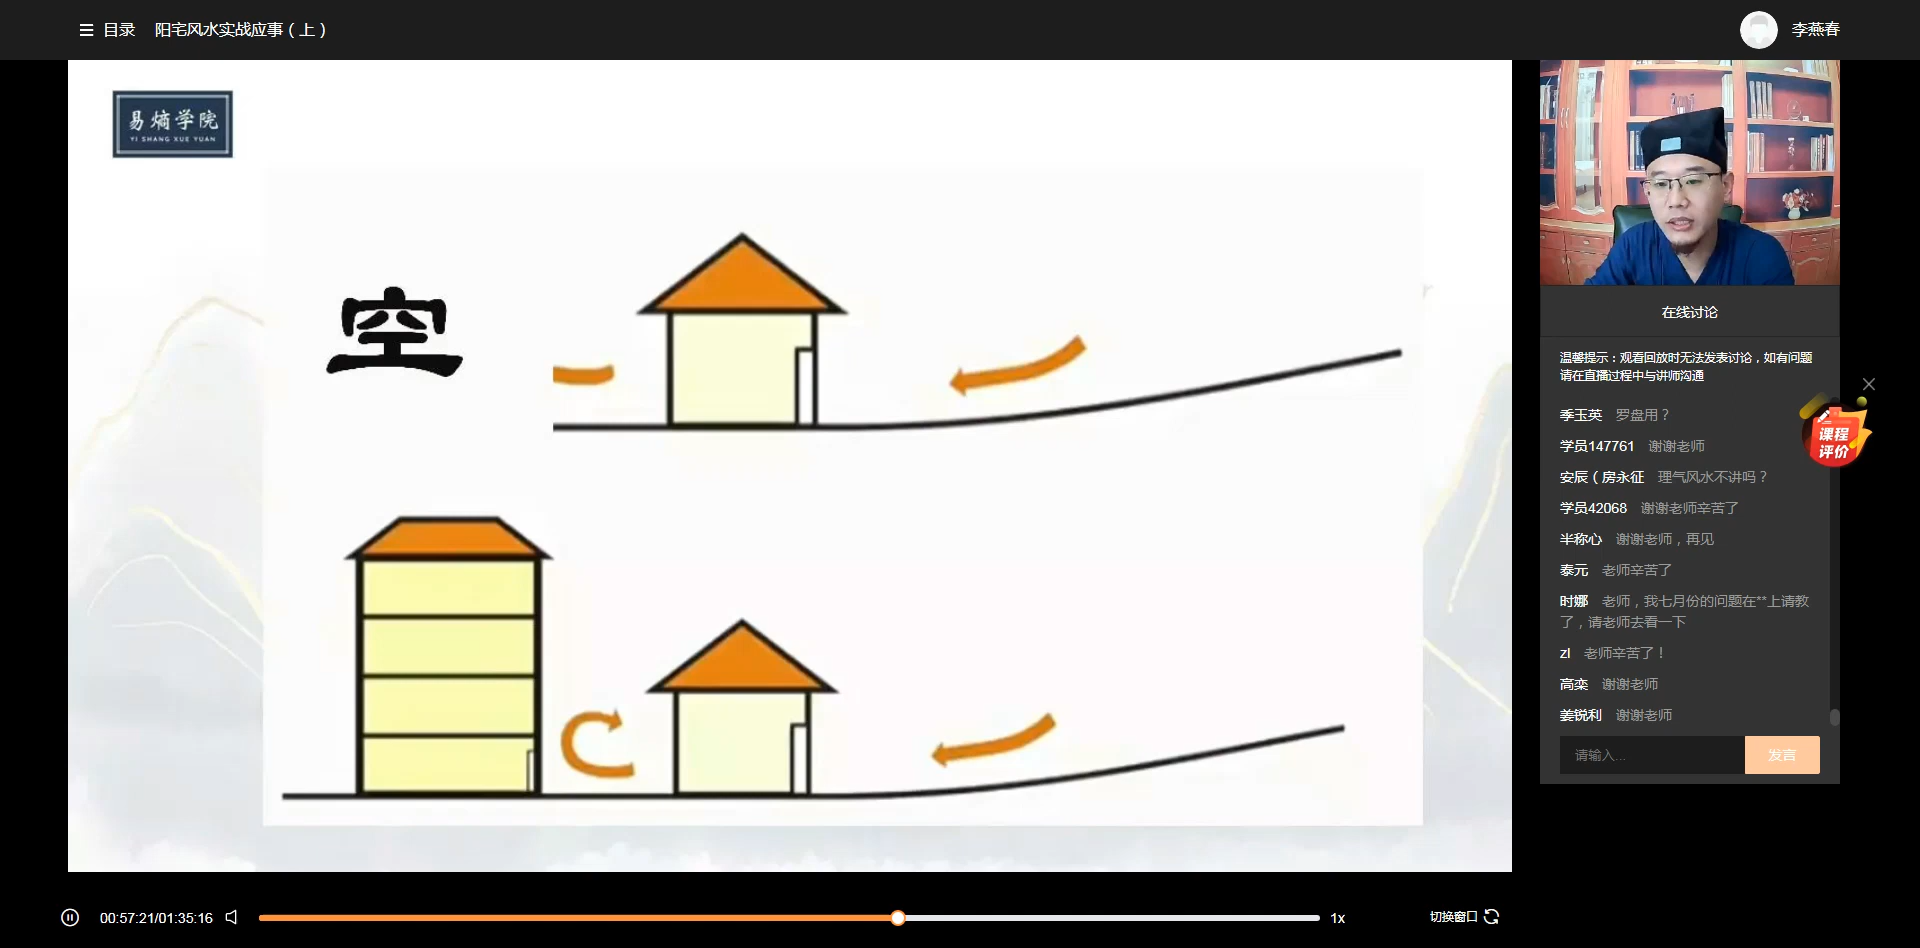 目录 阳宅风水实战应事（上） 李燕春
易熵学院
YI SHANG XUE YUAN
空
在线讨论
温馨提示：观看回放时无法发表讨论，如有问题
请在直播过程中与讲师沟通
季玉英 罗盘用？
学员147761 谢谢老师
安辰（房永征 理气风水不讲吗？
学员42068 谢谢老师辛苦了
半称心 谢谢老师，再见
泰元 老师辛苦了
时娜 老师，我七月份的问题在**上请教
了，请老师去看一下
zl 老师辛苦了！
高栾 谢谢老师
姜锐利 谢谢老师
课程
评价
请输入... 发言
00:57:21/01:35:16 1x 切换窗口